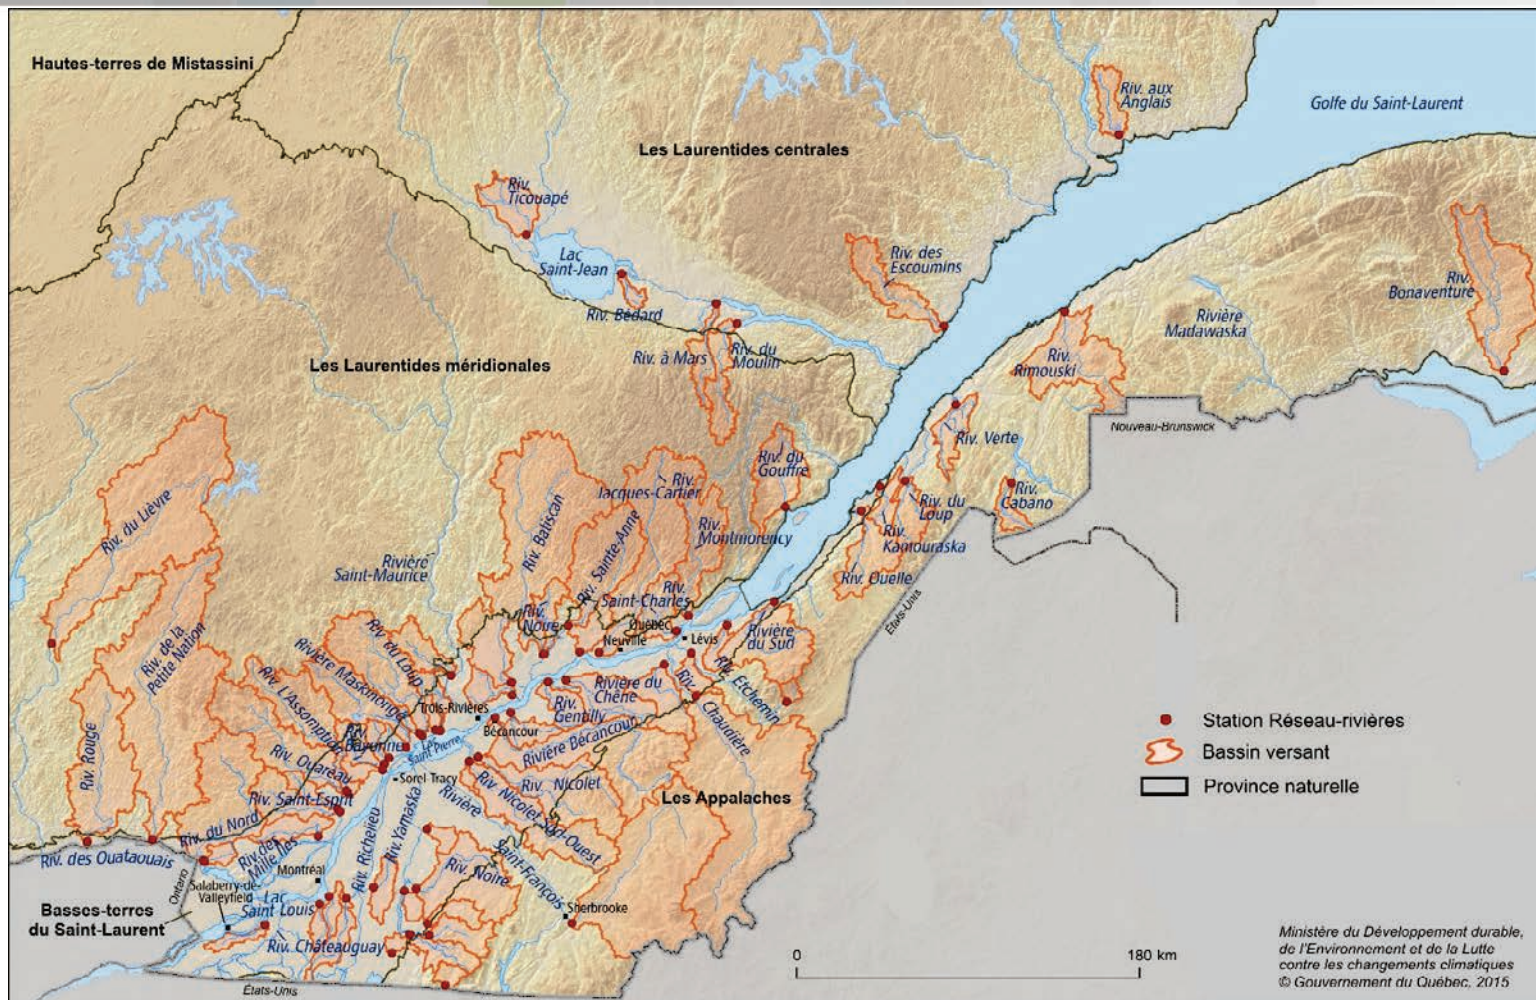 Hautes-terres de Mistassini
Riv. aux
Anglais
Golfe du Saint-Laurent
Les Laurentides centrales
Riv.
Ticouapé
Lac
Saint-Jean
Riv. des
Escoumins
Riv.
Bonaventure
Riv. Bédard
Rivière
Madawaska
Riv. à Mars
Riv. du
Moulin
Riv.
Rimouski
Les Laurentides méridionales
Nouveau-Brunswick
Riv. Verte
Riv. du
Gouffre
Riv.
Jacques-Cartier
Riv.
Cabano
Riv. du
Loup
Riv. du Lièvre
Riv. Batiscan
Riv. Sainte-Anne
Riv.
Montmorency
Riv.
Kamouraska
Rivière
Saint-Maurice
Riv. Ouelle
États-Unis
Riv.
Saint-Charles
Riv.
Noire
Québec
Neuville
Lévis
Rivière
du Sud
Riv. de la
Petite Nation
Riv. du Loup
Rivière Maskinongé
Riv. L'Assomption
Rivière du
Chêne
Riv. Etchemin
Riv. Chaudière
Trois-Rivières
Riv.
Gentilly
Bécancour
Rivière Bécancour
Riv. Rouge
Riv.
Bayonne
Lac
Saint Pierre
Riv. Ouareau
Sorel-Tracy
Riv. Nicolet
Riv. Nicolet Sud-Ouest
Les Appalaches
Riv. Saint-Esprit
Riv. Yamaska
Rivière
Saint-François
Riv. Richelieu
Riv. du Nord
Riv. des
Mille Îles
Riv. des Outaouais
Montréal
Riv. Noire
Ontario
Salaberry-de-
Valleyfield
Lac
Saint Louis
Sherbrooke
Basses-terres
du Saint-Laurent
Riv. Châteauguay
États-Unis
Station Réseau-rivières
Bassin versant
Province naturelle
0
180 km
Ministère du Développement durable,
de l'Environnement et de la Lutte
contre les changements climatiques
© Gouvernement du Québec, 2015